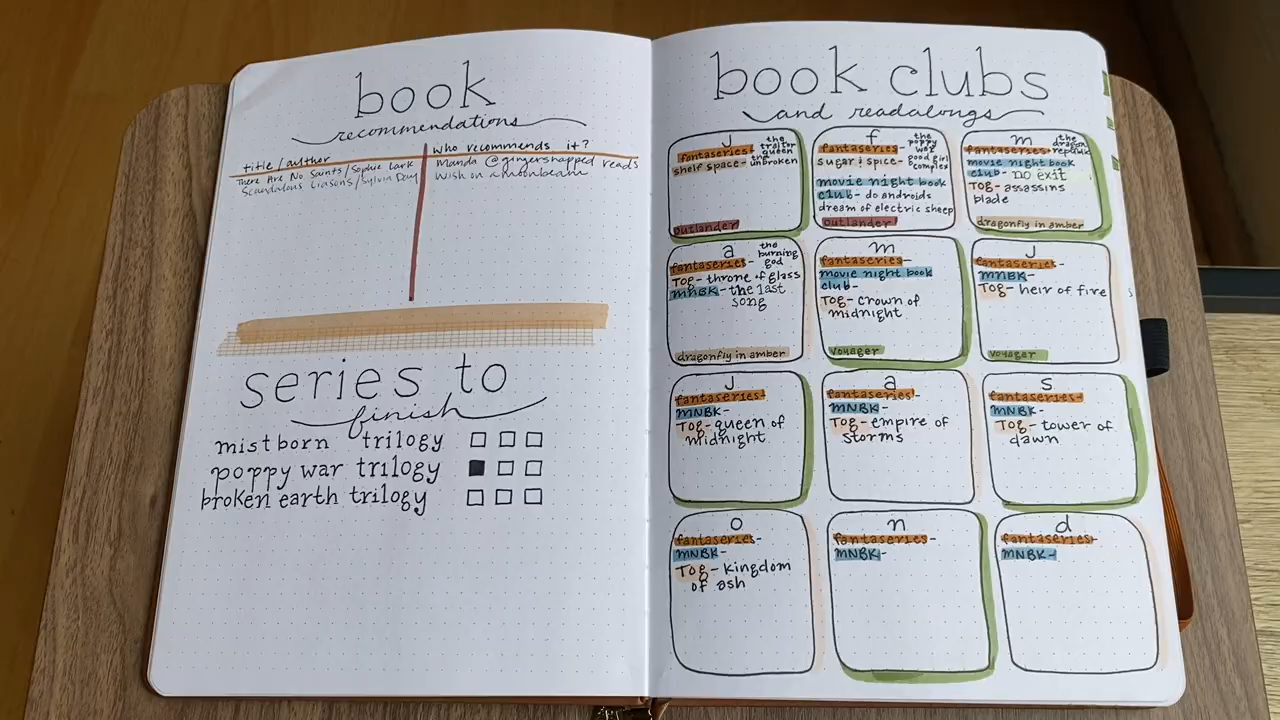 book
recommendations
title/author
who recommends it?
There Are No Saints/Sophie Lark
Manda @gingersnapped reads
Scandalous Liasons/Sylvia Day
wish on a moonbeam
series to
finish
mistborn trilogy
poppy war trilogy
broken earth trilogy
book clubs
and readalongs
J
fantaseries- the traitor queen
shelf space- the unbroken
outlander
f
fantaseries- the poppy war
sugar & spice- good girl complex
movie night book
club- do androids
dream of electric sheep
outlander
m
fantaseries- the dragon republic
movie night book
club- no exit
TOG- assassins
blade
dragonfly in amber
a
fantaseries- the burning god
TOG- throne of glass
MNBK- the last
song
dragonfly in amber
m
fantaseries-
movie night book
club-
TOG- crown of
midnight
voyager
J
fantaseries-
MNBK-
TOG- heir of fire
voyager
J
fantaseries-
MNBK-
TOG- queen of
midnight
a
fantaseries-
MNBK-
TOG- empire of
storms
s
fantaseries-
MNBK-
TOG- tower of
dawn
o
fantaseries-
MNBK-
TOG- kingdom
of ash
n
fantaseries-
MNBK-
d
fantaseries-
MNBK-